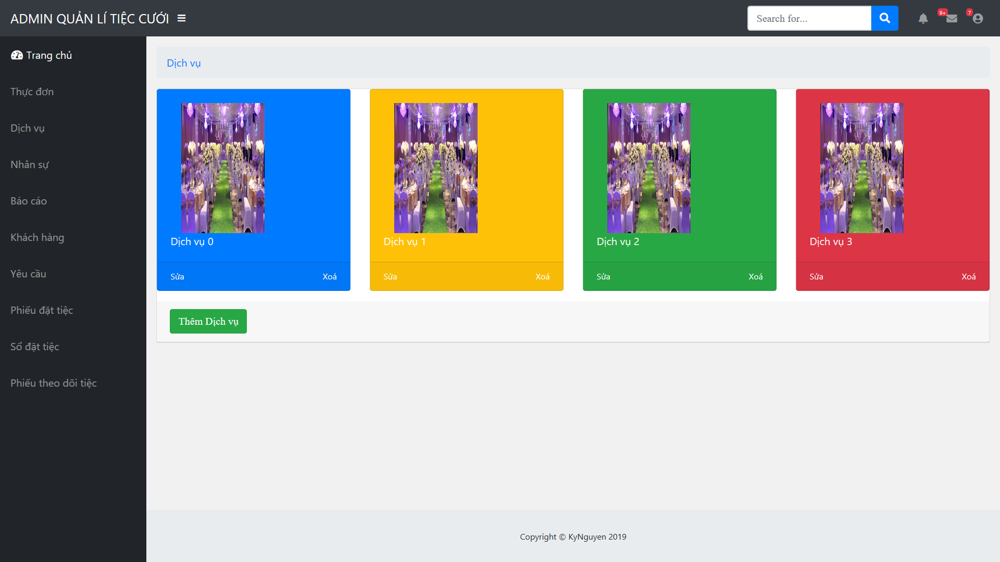 ADMIN QUẢN LÍ TIỆC CƯỚI
Search for...
9+
7
Trang chủ
Thực đơn
Dịch vụ
Nhân sự
Báo cáo
Khách hàng
Yêu cầu
Phiếu đặt tiệc
Sổ đặt tiệc
Phiếu theo dõi tiệc
Dịch vụ
Dịch vụ 0
Sửa Xoá
Dịch vụ 1
Sửa Xoá
Dịch vụ 2
Sửa Xoá
Dịch vụ 3
Sửa Xoá
Thêm Dịch vụ
Copyright © KyNguyen 2019